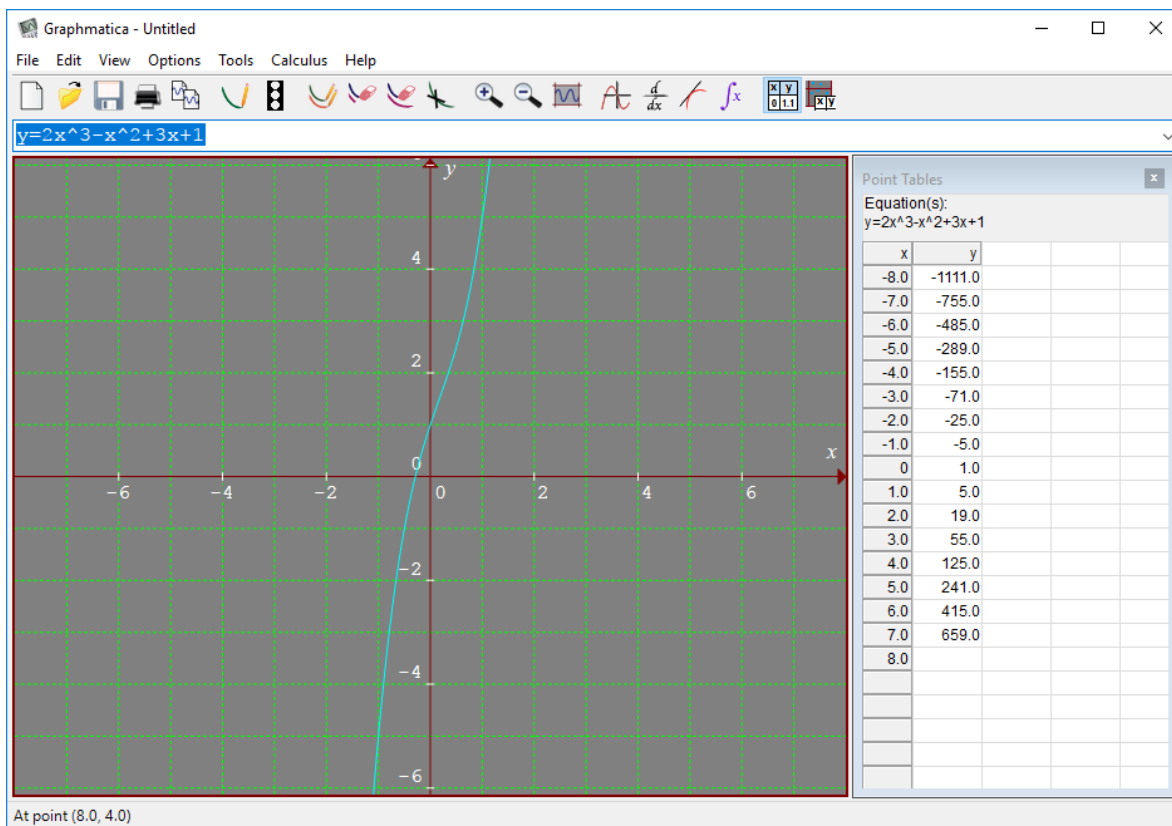 Graphmatica - Untitled
File Edit View Options Tools Calculus Help
d
dx
∫x
x y
0 1.1
x y
y=2x^3-x^2+3x+1
y
4
2
0
x
-6 -4 -2 0 2 4 6
-2
-4
-6
Point Tables x
Equation(s):
y=2x^3-x^2+3x+1
x y
-8.0 -1111.0
-7.0 -755.0
-6.0 -485.0
-5.0 -289.0
-4.0 -155.0
-3.0 -71.0
-2.0 -25.0
-1.0 -5.0
0 1.0
1.0 5.0
2.0 19.0
3.0 55.0
4.0 125.0
5.0 241.0
6.0 415.0
7.0 659.0
8.0
At point (8.0, 4.0)